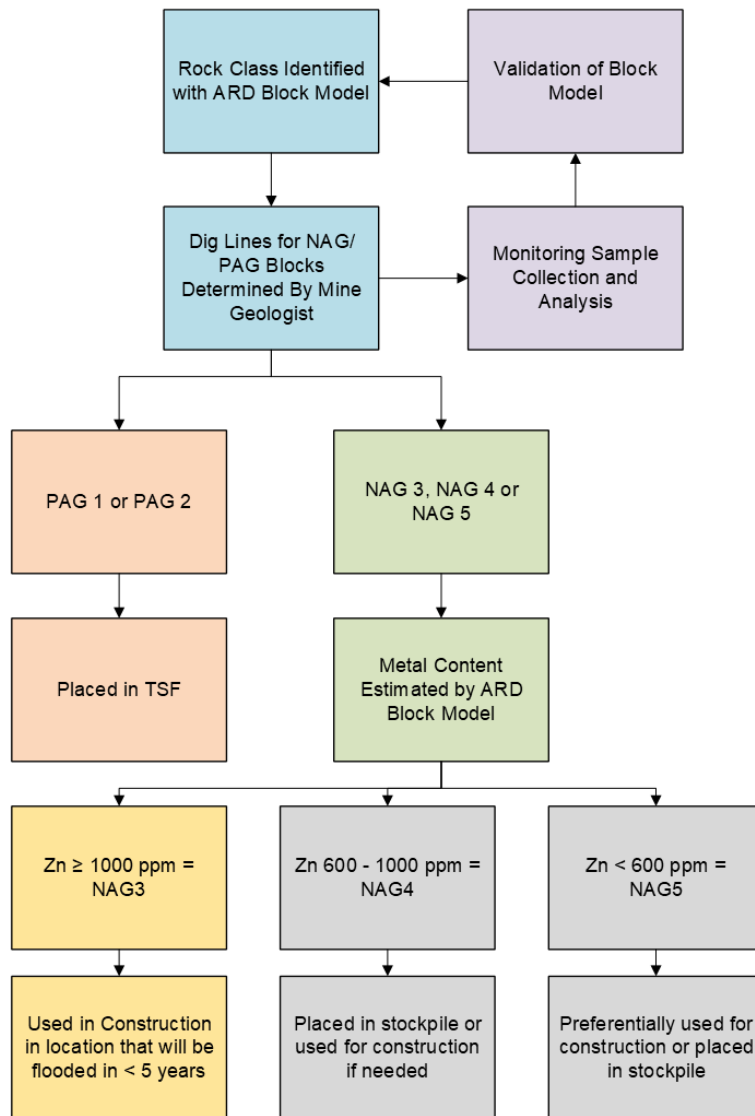 Rock Class Identified
with ARD Block Model
Validation of Block
Model
Dig Lines for NAG/
PAG Blocks
Determined By Mine
Geologist
Monitoring Sample
Collection and
Analysis
PAG 1 or PAG 2
NAG 3, NAG 4 or
NAG 5
Placed in TSF
Metal Content
Estimated by ARD
Block Model
Zn ≥ 1000 ppm =
NAG3
Zn 600 - 1000 ppm =
NAG4
Zn < 600 ppm =
NAG5
Used in Construction
in location that will be
flooded in < 5 years
Placed in stockpile or
used for construction
if needed
Preferentially used for
construction or placed
in stockpile